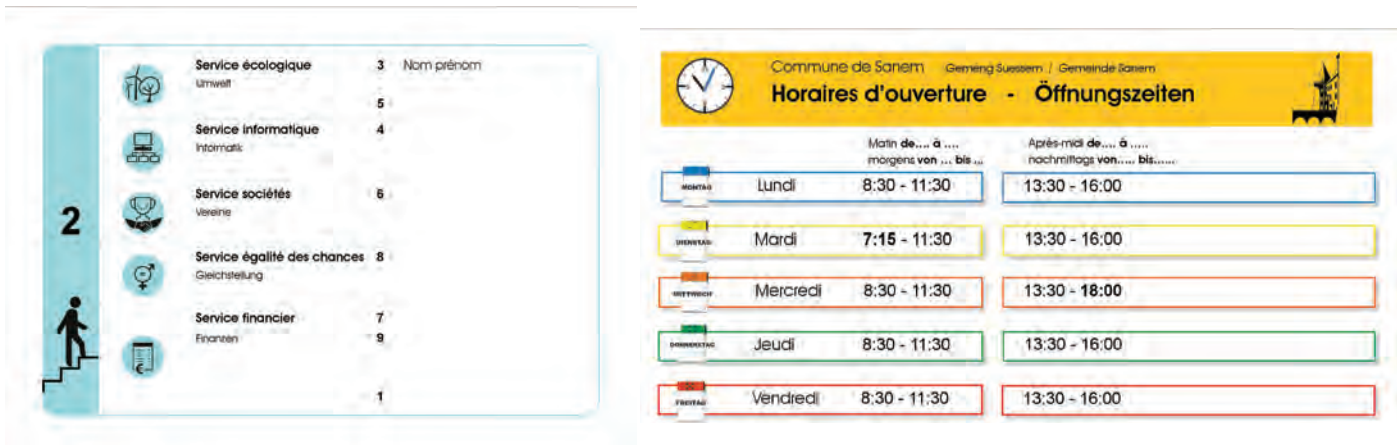 Service écologique 3 Nom prénom
Umwelt
5
Service informatique 4
Informatik
Service sociétés 6
Vereine
2
Service égalité des chances 8
Gleichstellung
Service financier 7
Finanzen 9
1
Commune de Sanem Gemeng Suessem / Gemeinde Sanem
Horaires d'ouverture - Öffnungszeiten
Matin de.... à .... Après-midi de.... à .....
morgens von ... bis ... nachmittags von..... bis......
MONTAG Lundi 8:30 - 11:30 13:30 - 16:00
DIENSTAG Mardi 7:15 - 11:30 13:30 - 16:00
MITTWOCH Mercredi 8:30 - 11:30 13:30 - 18:00
DONNERSTAG Jeudi 8:30 - 11:30 13:30 - 16:00
FREITAG Vendredi 8:30 - 11:30 13:30 - 16:00